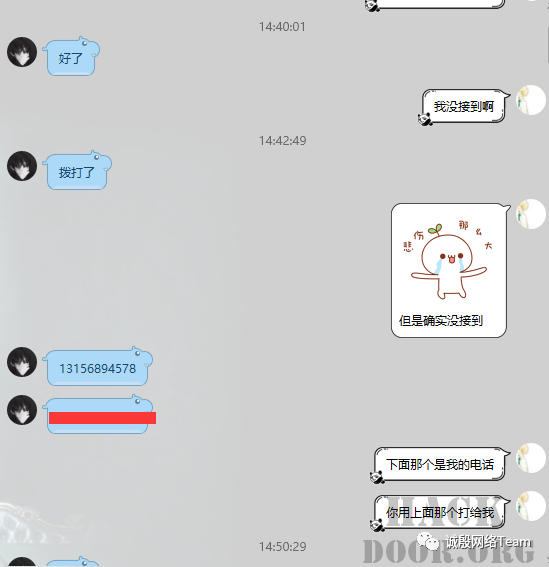 14:40:01
好了
我没接到啊
14:42:49
拨打了
悲伤那么大
但是确实没接到
13156894578
下面那个是我的电话
你用上面那个打给我
HACK
诚殷网络Team
DOOR.ORG
14:50:29